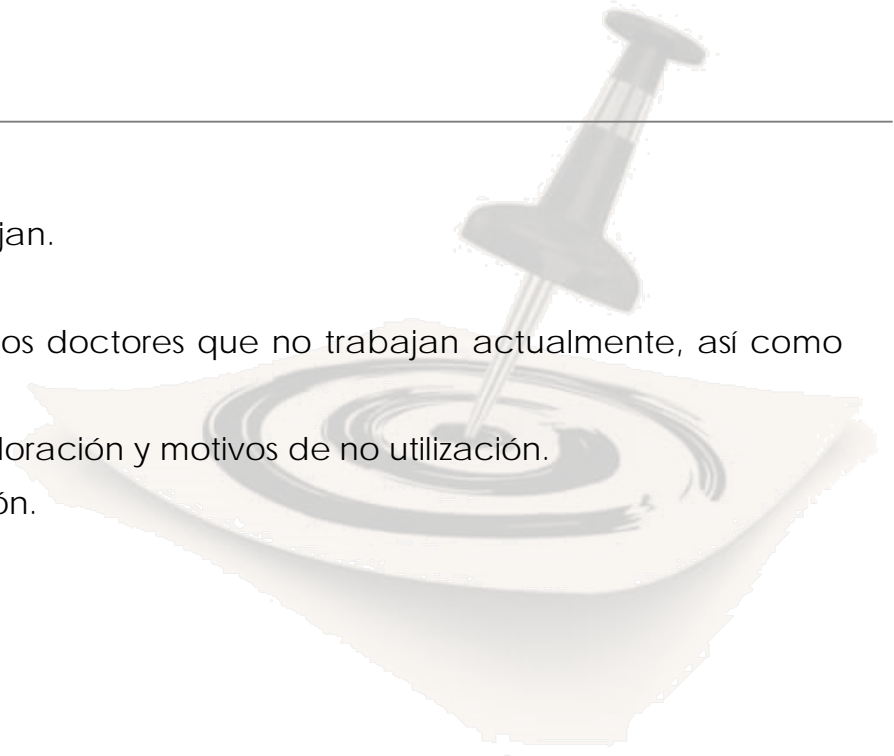 jan.
os doctores que no trabajan actualmente, así como
loración y motivos de no utilización.
ón.